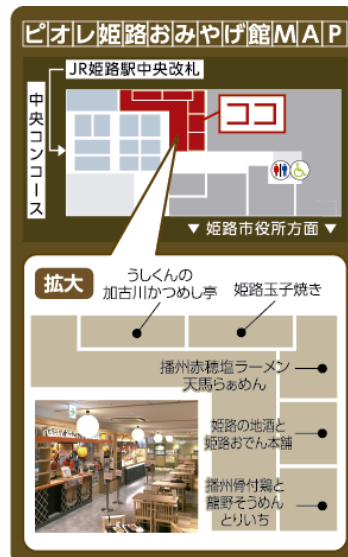 ピオレ姫路おみやげ館MAP
JR姫路駅中央改札
中央コンコース
ココ
▼ 姫路市役所方面 ▼
拡大
うしくんの
加古川かつめし亭
姫路玉子焼き
播州赤穂塩ラーメン
天馬らぁめん
姫路の地酒と
姫路おでん本舗
播州骨付鶏と
龍野そうめん
とりいち